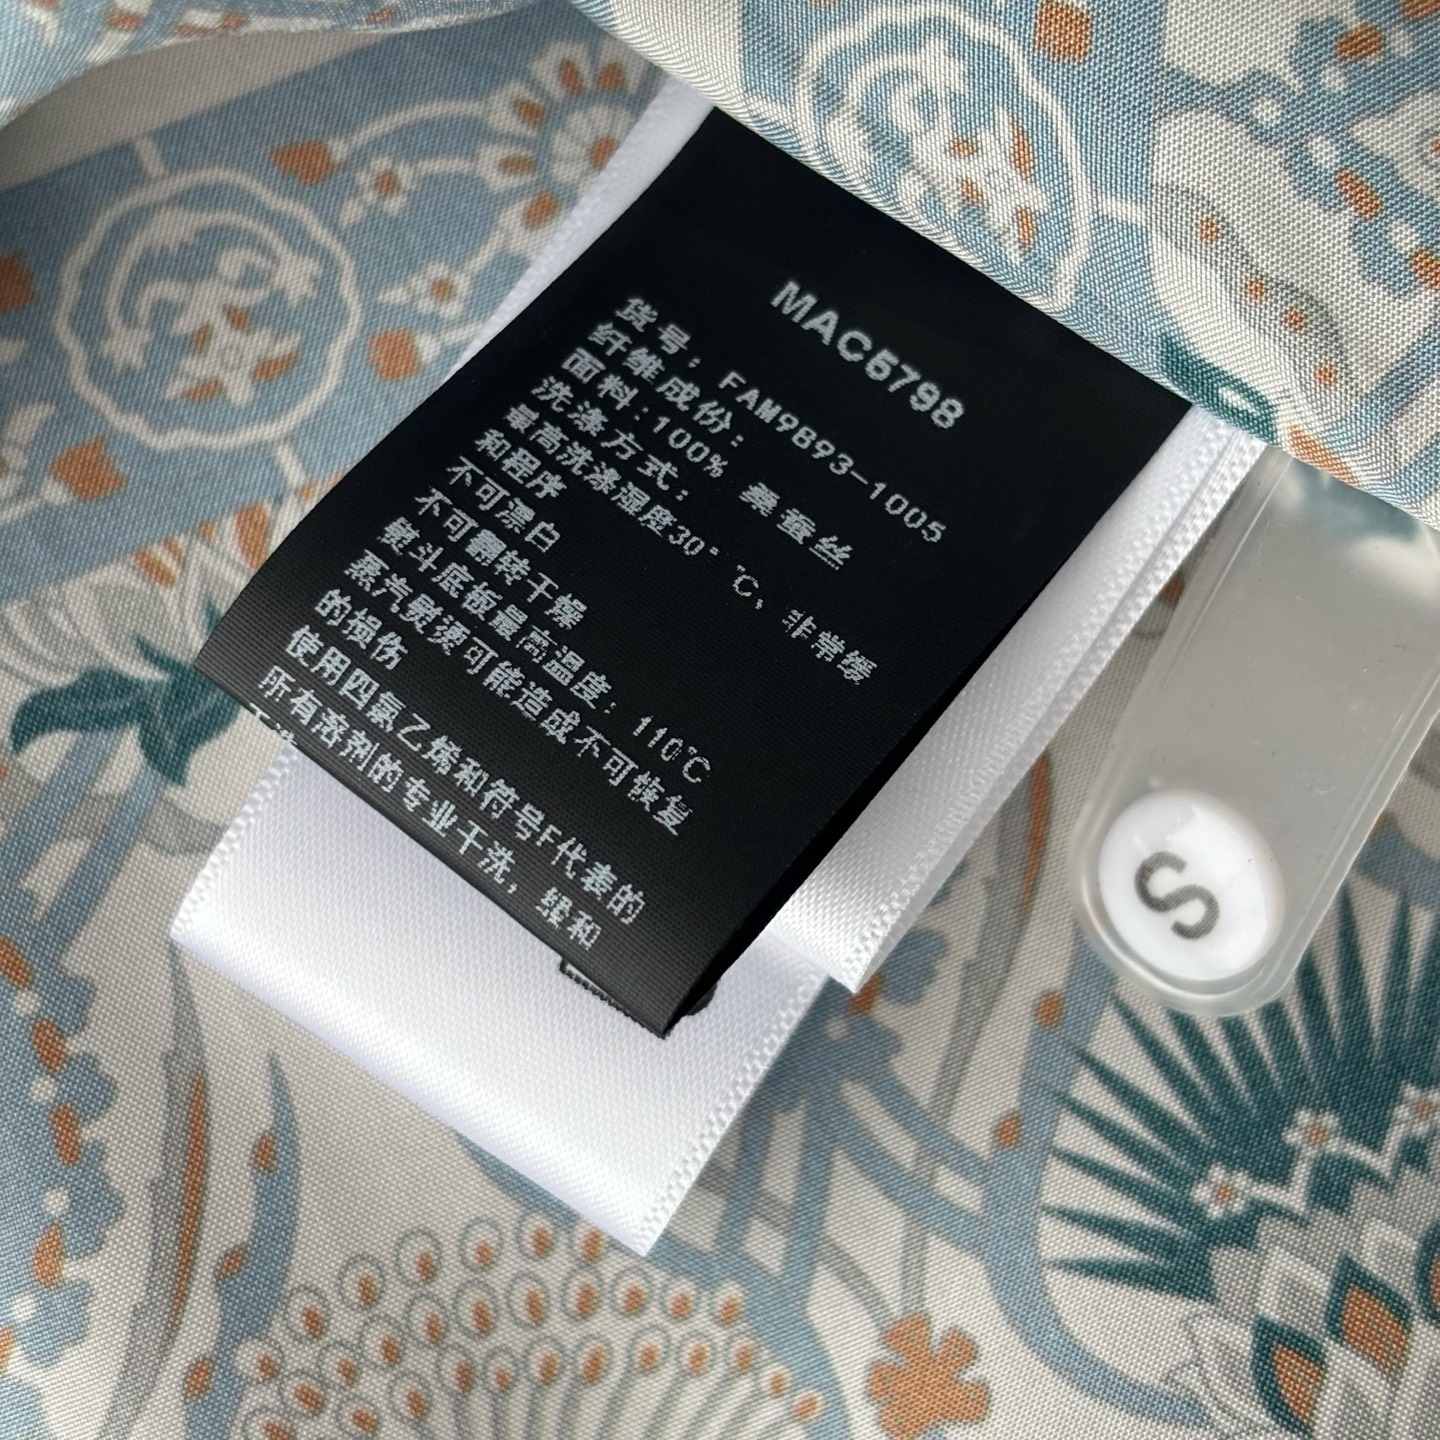 MAC6798
货号：FAM9B93-1005
纤维成份：
面料:100% 桑蚕丝
洗涤方式：
最高洗涤温度30° ℃，非常缓
和程序
不可漂白
不可翻转干燥
熨斗底板最高温度：110℃
蒸汽熨烫可能造成不可恢复
的损伤
使用四氯乙烯和符号F代表的
所有溶剂的专业干洗，缓和
S